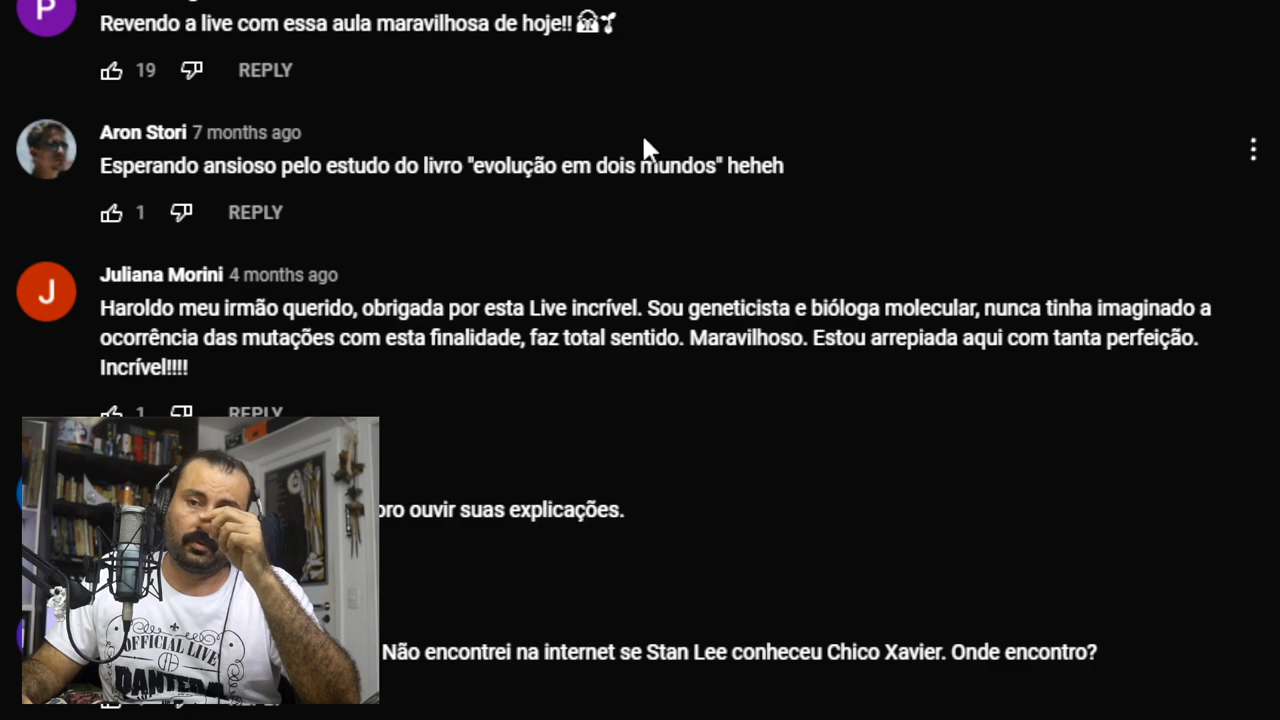 P
Revendo a live com essa aula maravilhosa de hoje!!
19 REPLY
Aron Stori 7 months ago
Esperando ansioso pelo estudo do livro "evolução em dois mundos" heheh
1 REPLY
J
Juliana Morini 4 months ago
Haroldo meu irmão querido, obrigada por esta Live incrível. Sou geneticista e bióloga molecular, nunca tinha imaginado a
ocorrência das mutações com esta finalidade, faz total sentido. Maravilhoso. Estou arrepiada aqui com tanta perfeição.
Incrível!!!!
1 REPLY
ouvir suas explicações.
Não encontrei na internet se Stan Lee conheceu Chico Xavier. Onde encontro?
OFFICIAL LIVE
PANTERA